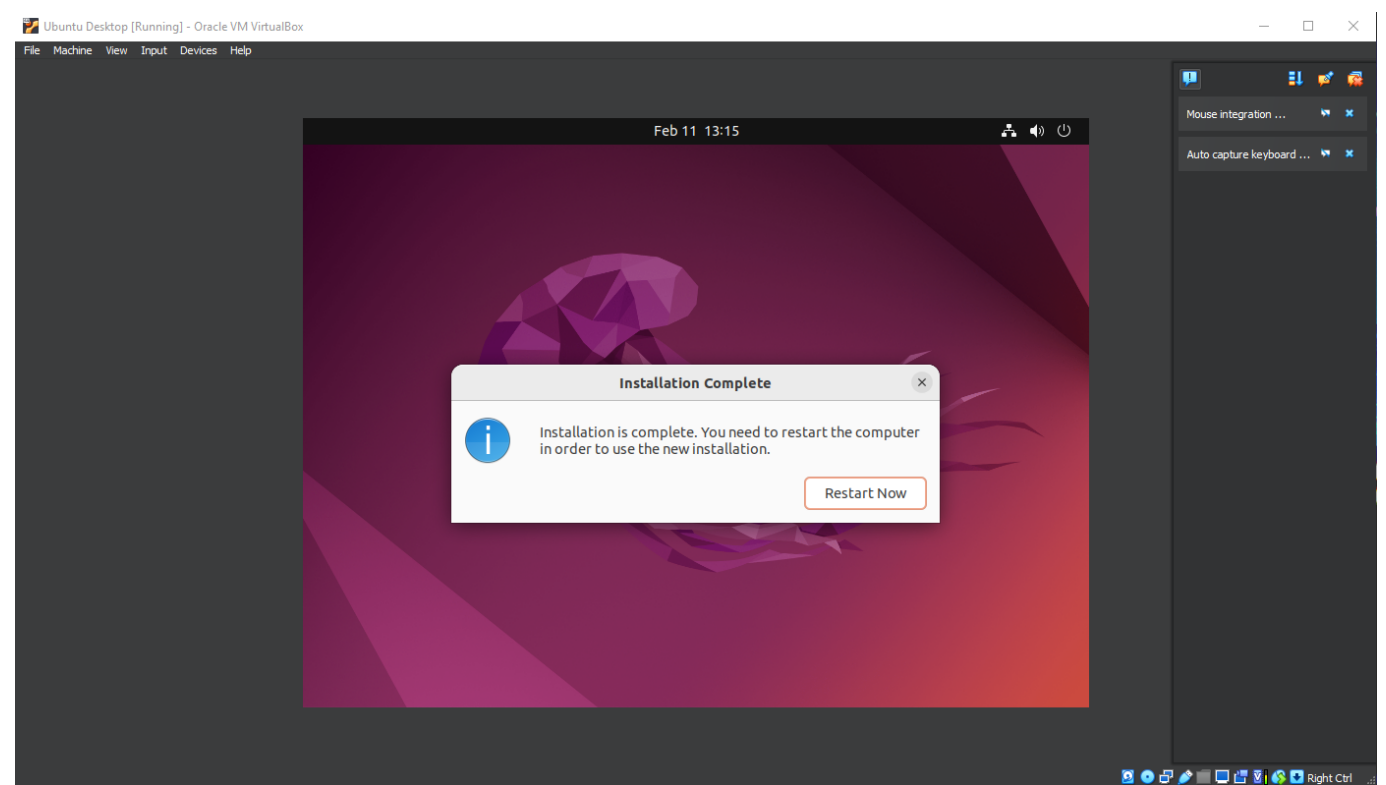 Ubuntu Desktop [Running] - Oracle VM VirtualBox
File Machine View Input Devices Help
Mouse integration ...
Auto capture keyboard ...
Feb 11 13:15
Installation Complete
Installation is complete. You need to restart the computer
in order to use the new installation.
Restart Now
Right Ctrl